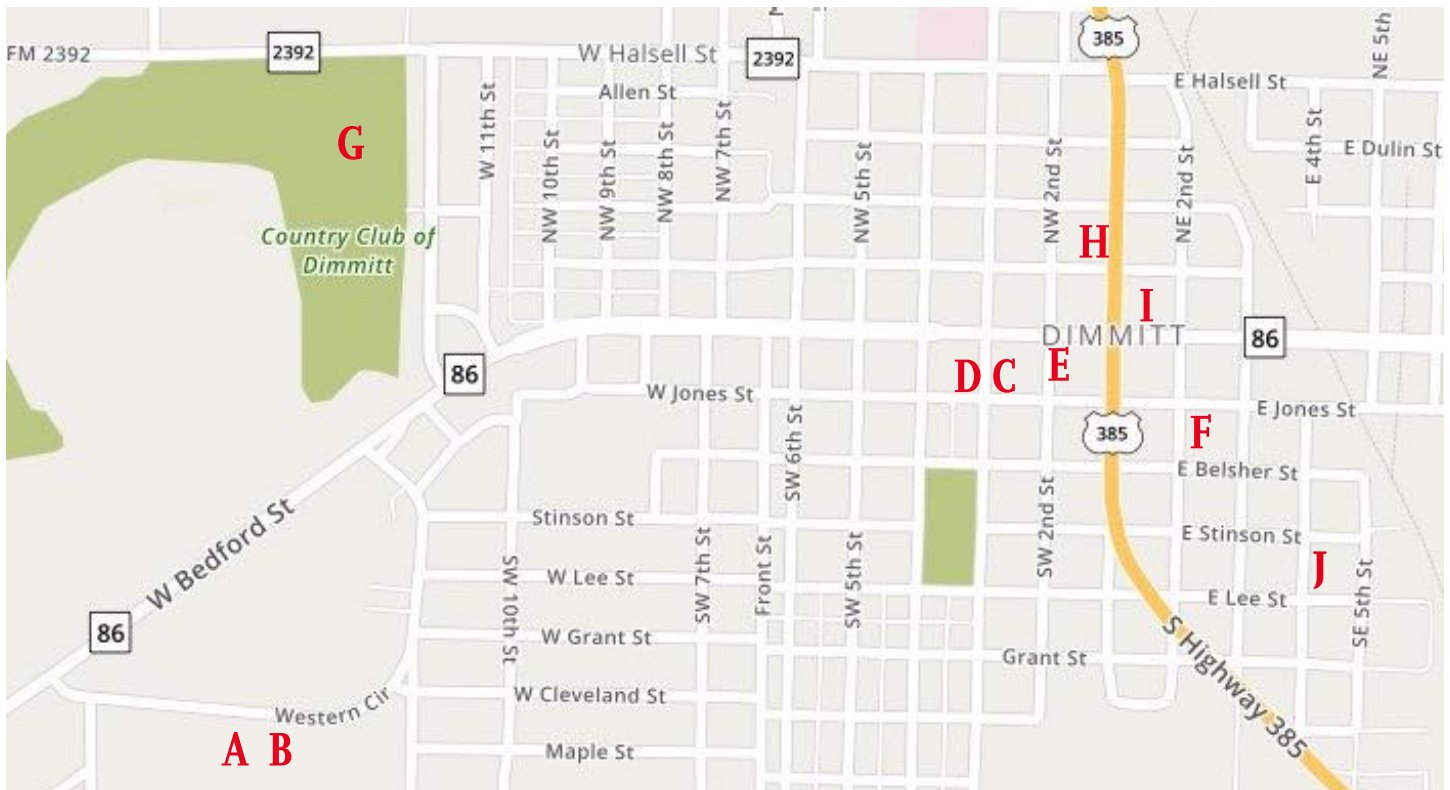 385
FM 2392
2392
W Halsell St
2392
NE 5th
E Halsell St
Allen St
W 11th St
NW 10th St
NW 9th St
NW 8th St
NW 7th St
NW 5th St
NW 2nd St
NE 2nd St
E 4th St
E Dulin St
G
Country Club of
Dimmitt
H
I
DIMMITT
86
86
D
C
E
W Jones St
E Jones St
385
F
SW 6th St
E Belsher St
W Bedford St
Stinson St
SW 2nd St
E Stinson St
SW 10th St
SW 7th St
Front St
SW 5th St
J
W Lee St
E Lee St
SE 5th St
86
W Grant St
Grant St
S Highway 385
W Cleveland St
Western Cir
A
B
Maple St